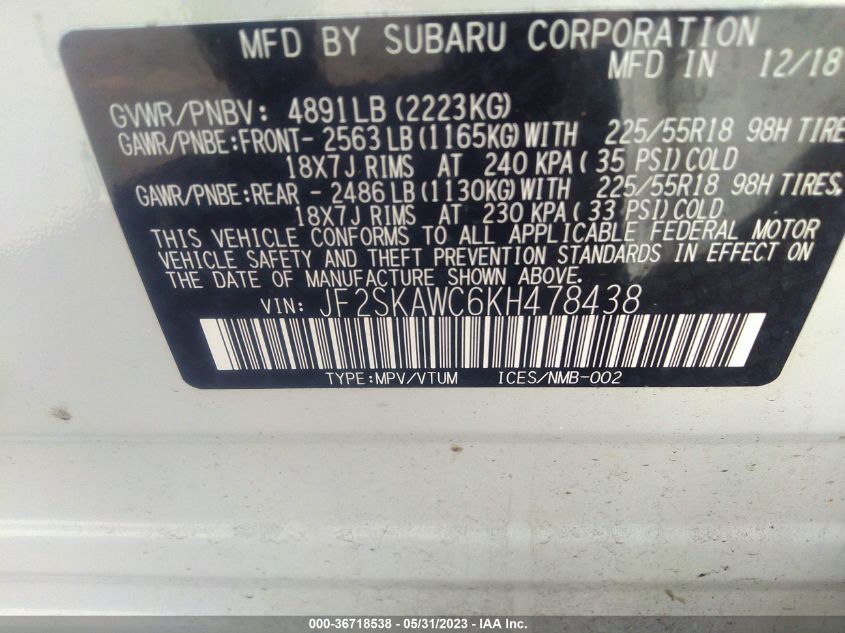 MFD BY SUBARU CORPORATION
MFD IN 12/18
GVWR/PNBV: 4891LB (2223KG)
GAWR/PNBE:FRONT- 2563 LB (1165KG)WITH 225/55R18 98H TIRE
18X7J RIMS AT 240 KPA ( 35 PSI)COLD
GAWR/PNBE:REAR - 2486 LB (1130KG)WITH 225/55R18 98H TIRES,
18X7J RIMS AT 230 KPA ( 33 PSI)COLD
THIS VEHICLE CONFORMS TO ALL APPLICABLE FEDERAL MOTOR
VEHICLE SAFETY AND THEFT PREVENTION STANDARDS IN EFFECT ON
THE DATE OF MANUFACTURE SHOWN ABOVE.
VIN: JF2SKAWC6KH478438
TYPE:MPV/VTUM ICES/NMB-002
000-36718538 - 05/31/2023 - IAA Inc.